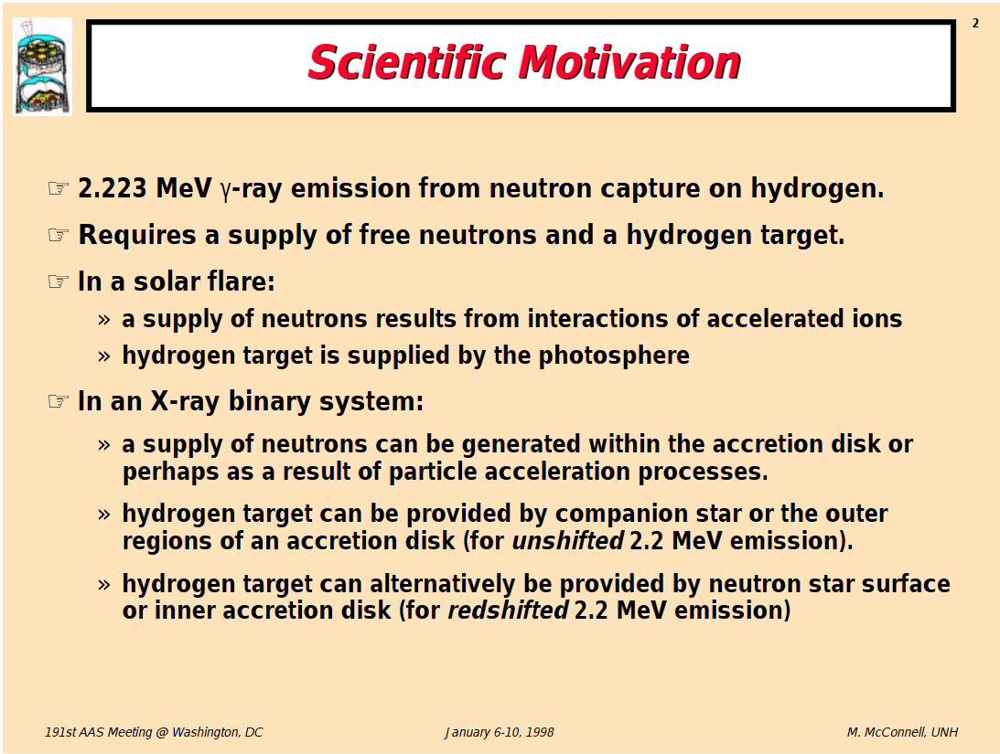 2
Scientific Motivation
☞ 2.223 MeV γ-ray emission from neutron capture on hydrogen.
☞ Requires a supply of free neutrons and a hydrogen target.
☞ In a solar flare:
» a supply of neutrons results from interactions of accelerated ions
» hydrogen target is supplied by the photosphere
☞ In an X-ray binary system:
» a supply of neutrons can be generated within the accretion disk or
perhaps as a result of particle acceleration processes.
» hydrogen target can be provided by companion star or the outer
regions of an accretion disk (for unshifted 2.2 MeV emission).
» hydrogen target can alternatively be provided by neutron star surface
or inner accretion disk (for redshifted 2.2 MeV emission)
191st AAS Meeting @ Washington, DC
January 6-10, 1998
M. McConnell, UNH